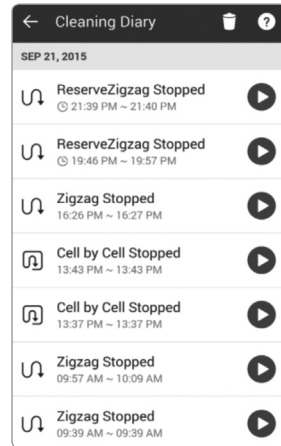 Cleaning Diary
?
SEP 21, 2015
ReserveZigzag Stopped
21:39 PM ~ 21:40 PM
ReserveZigzag Stopped
19:46 PM ~ 19:57 PM
Zigzag Stopped
16:26 PM ~ 16:27 PM
Cell by Cell Stopped
13:43 PM ~ 13:43 PM
Cell by Cell Stopped
13:37 PM ~ 13:37 PM
Zigzag Stopped
09:57 AM ~ 10:09 AM
Zigzag Stopped
09:39 AM ~ 09:39 AM